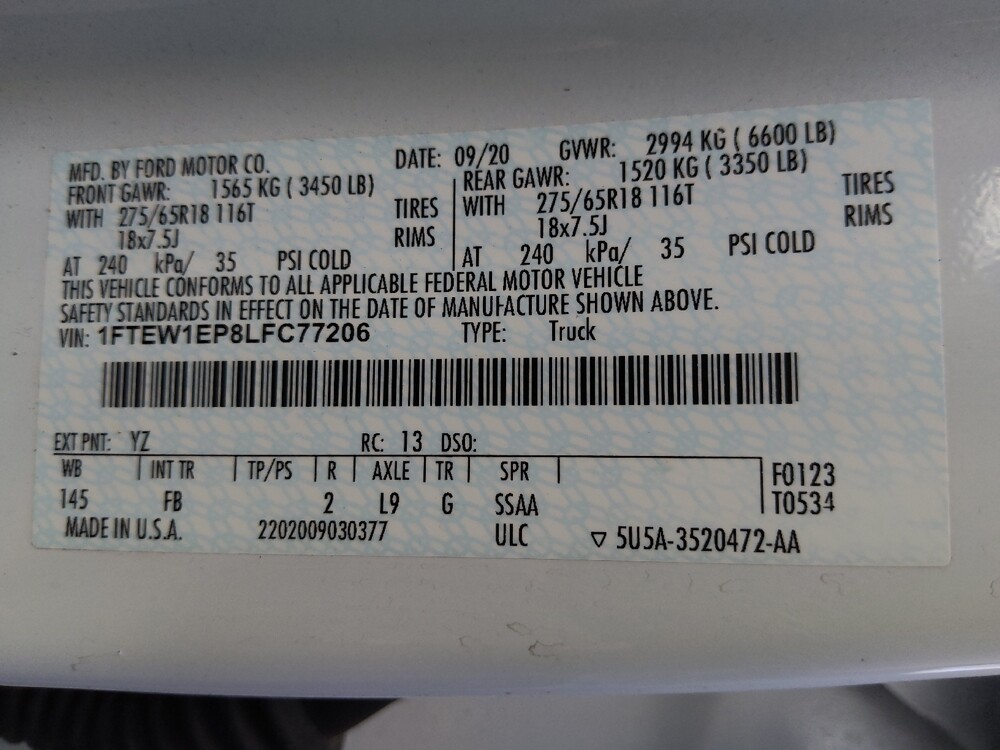 MFD. BY FORD MOTOR CO. DATE: 09/20 GVWR: 2994 KG ( 6600 LB)
FRONT GAWR: 1565 KG ( 3450 LB) REAR GAWR: 1520 KG ( 3350 LB)
WITH 275/65R18 116T TIRES WITH 275/65R18 116T TIRES
18x7.5J RIMS 18x7.5J RIMS
AT 240 kPa/ 35 PSI COLD AT 240 kPa/ 35 PSI COLD
THIS VEHICLE CONFORMS TO ALL APPLICABLE FEDERAL MOTOR VEHICLE
SAFETY STANDARDS IN EFFECT ON THE DATE OF MANUFACTURE SHOWN ABOVE.
VIN: 1FTEW1EP8LFC77206 TYPE: Truck
EXT PNT: YZ RC: 13 DSO:
WB INT TR TP/PS R AXLE TR SPR F0123
145 FB 2 L9 G SSAA T0534
MADE IN U.S.A. 2202009030377 ULC ▽ 5U5A-3520472-AA